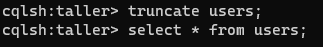 cqlsh:taller> truncate users;
cqlsh:taller> select * from users;